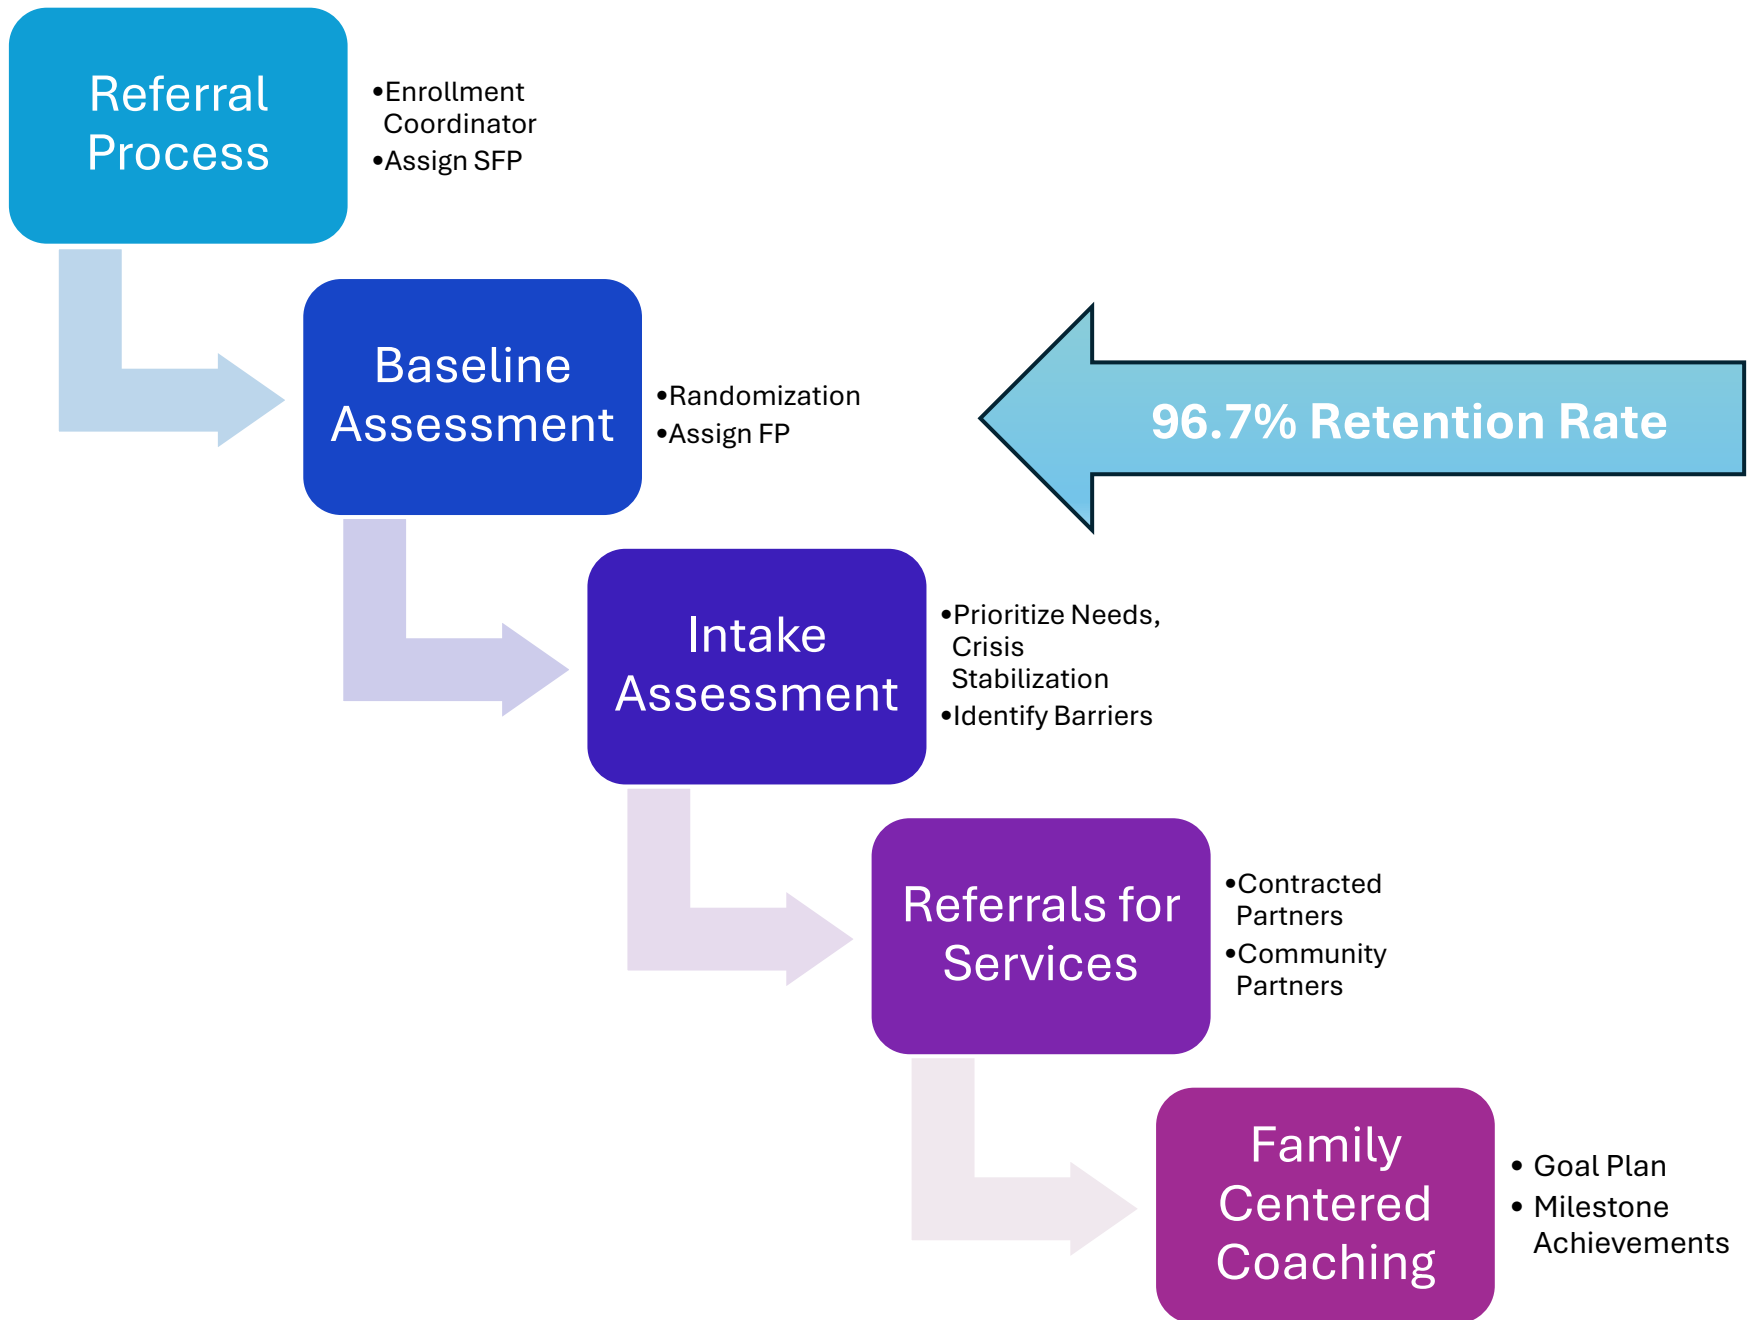 Referral
Process
•Enrollment
Coordinator
•Assign SFP
Baseline
Assessment
•Randomization
•Assign FP
96.7% Retention Rate
Intake
Assessment
•Prioritize Needs,
Crisis
Stabilization
•Identify Barriers
Referrals for
Services
•Contracted
Partners
•Community
Partners
Family
Centered
Coaching
• Goal Plan
• Milestone
Achievements